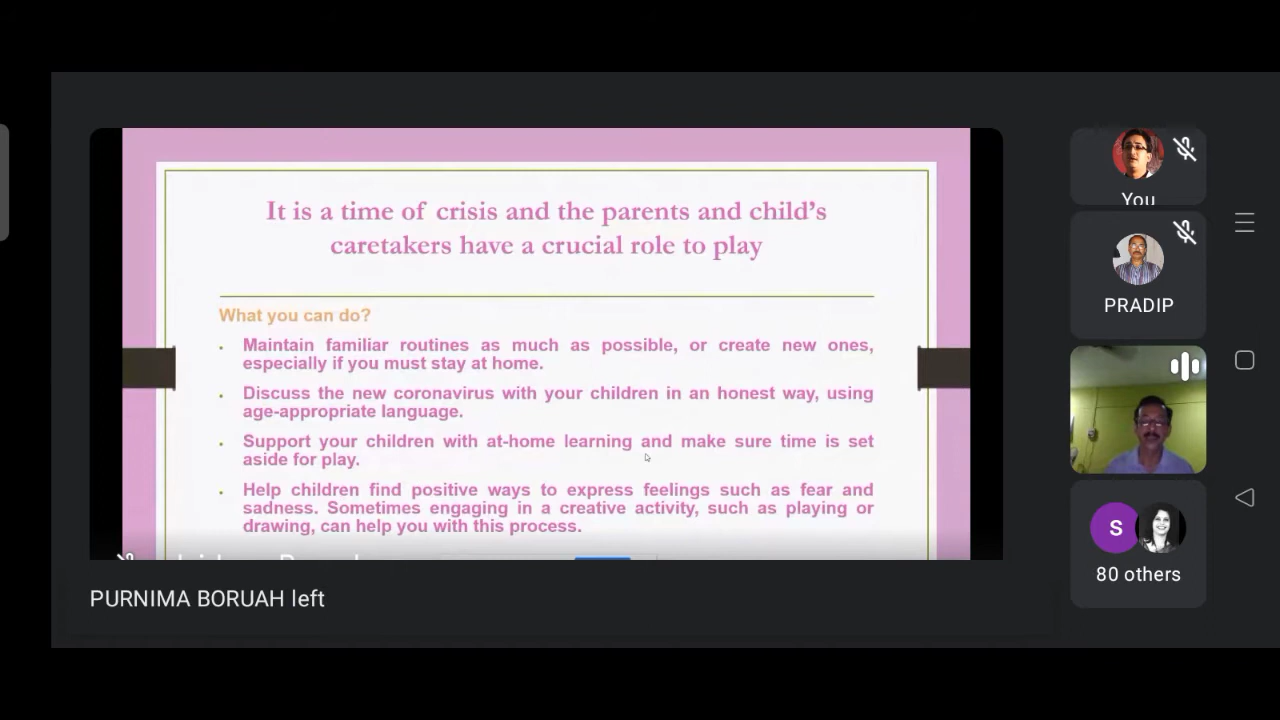 It is a time of crisis and the parents and child's
caretakers have a crucial role to play
What you can do?
• Maintain familiar routines as much as possible, or create new ones,
especially if you must stay at home.
• Discuss the new coronavirus with your children in an honest way, using
age-appropriate language.
• Support your children with at-home learning and make sure time is set
aside for play.
• Help children find positive ways to express feelings such as fear and
sadness. Sometimes engaging in a creative activity, such as playing or
drawing, can help you with this process.
PURNIMA BORUAH left
You
PRADIP
S
80 others